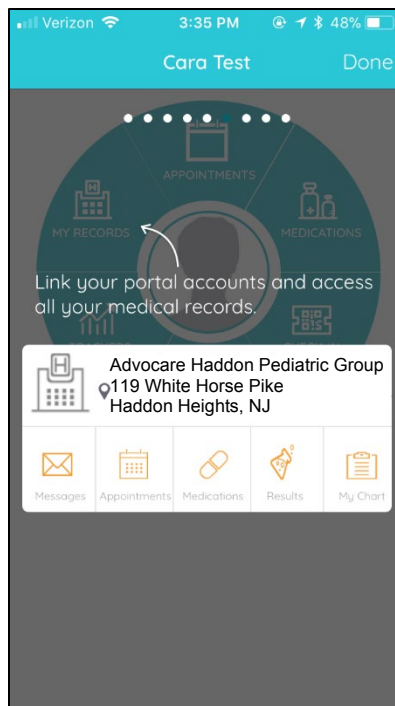 Verizon 3:35 PM 48%
Cara Test Done
APPOINTMENTS
MY RECORDS MEDICATIONS
Link your portal accounts and access
all your medical records.
Advocare Haddon Pediatric Group
119 White Horse Pike
Haddon Heights, NJ
Messages Appointments Medications Results My Chart